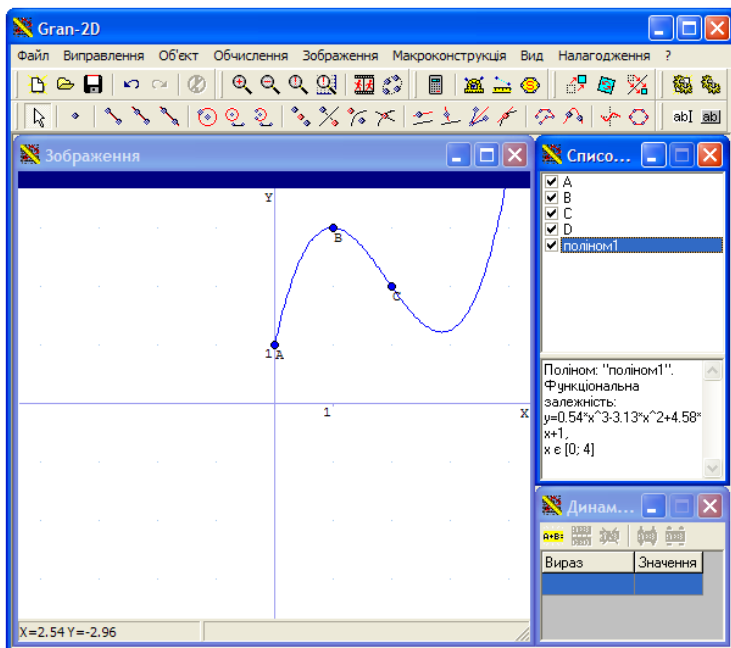 Gran-2D
Файл Виправлення Об'єкт Обчислення Зображення Макроконструкція Вид Налагодження ?
abI ab|
Зображення
Y
B
C
1 A
1
X
X=2.54 Y=-2.96
Списо...
A
B
C
D
поліном1
Поліном: "поліном1".
Функціональна
залежність:
y=0.54*x^3-3.13*x^2+4.58*
x+1,
x є [0; 4]
Динам...
A+B=
Вираз Значення